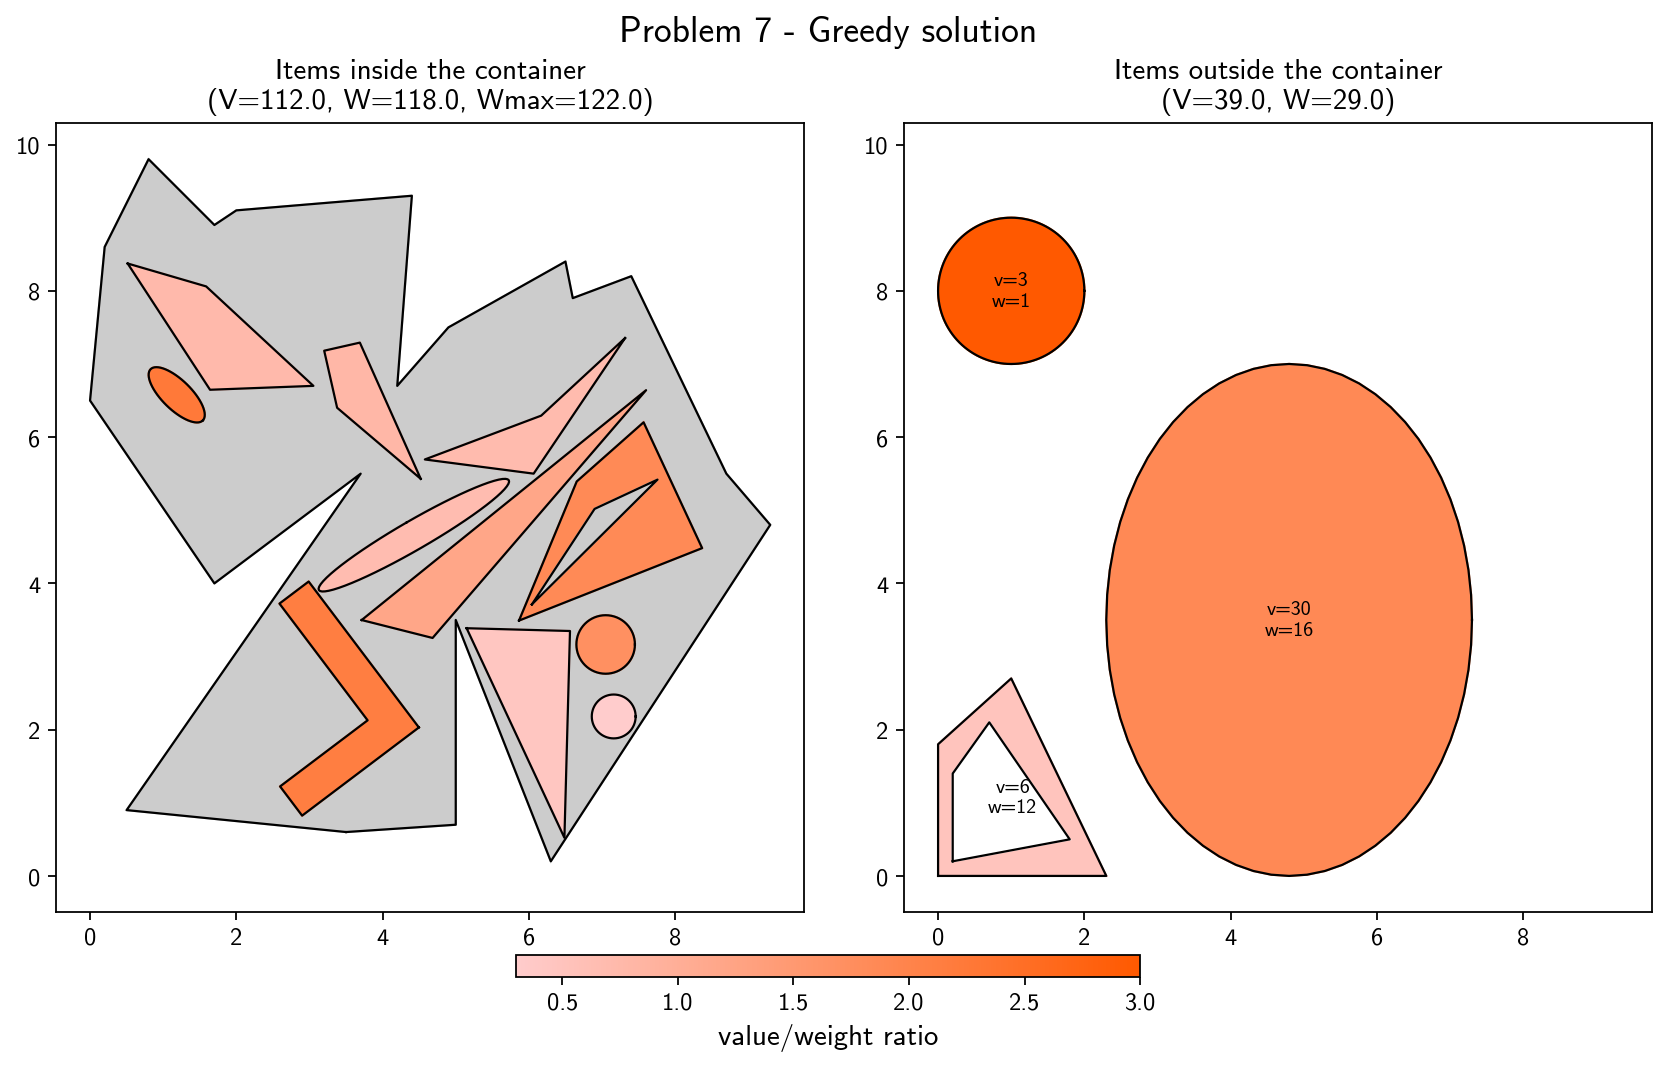 Problem 7 - Greedy solution
Items inside the container
(V=112.0, W=118.0, Wmax=122.0)
10
8
6
4
2
0
0 2 4 6 8
Items outside the container
(V=39.0, W=29.0)
10
8
6
4
2
0
v=3
w=1
v=30
w=16
v=6
w=12
0 2 4 6 8
0.5 1.0 1.5 2.0 2.5 3.0
value/weight ratio